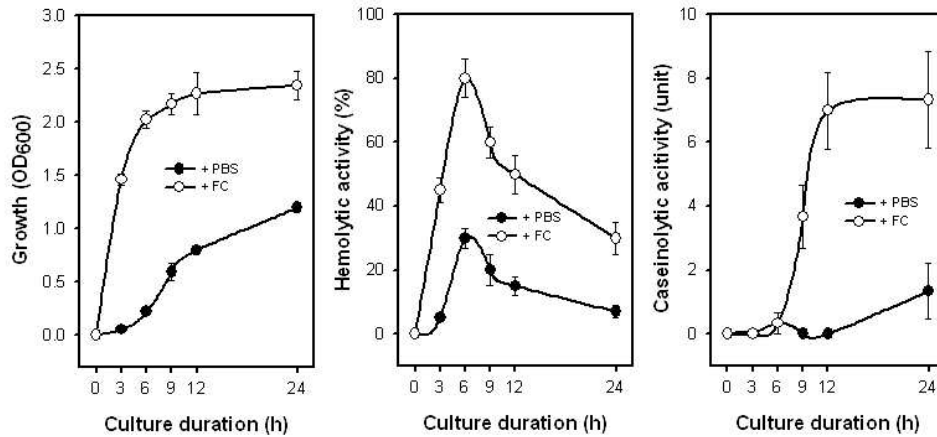 Growth (OD600)
3.0
2.5
2.0
1.5
1.0
0.5
0.0
+ PBS
+ FC
0 3 6 9 12 24
Culture duration (h)
Hemolytic acitivity (%)
100
80
60
40
20
0
+ PBS
+ FC
0 3 6 9 12 24
Culture duration (h)
Caseinolytic acitivity (unit)
10
8
6
4
2
0
+ PBS
+ FC
0 3 6 9 12 24
Culture duration (h)